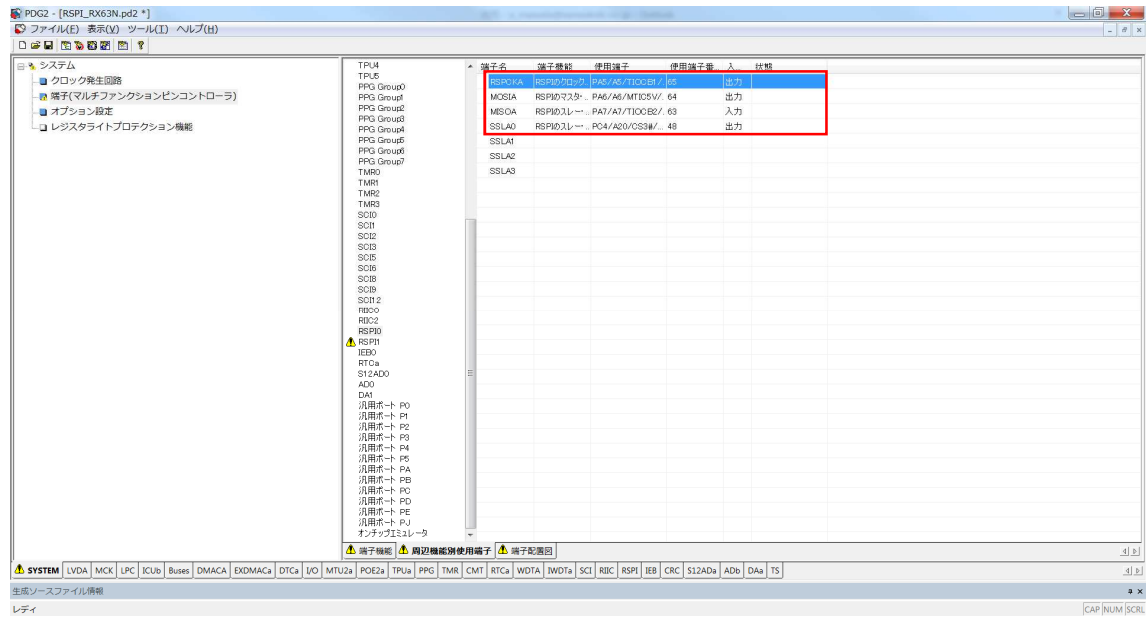 PDG2 - [RSPI_RX63N.pd2 *]
ファイル(F) 表示(V) ツール(T) ヘルプ(H)
システム
クロック発生回路
端子(マルチファンクションピンコントローラ)
オプション設定
レジスタライトプロテクション機能
TPU4
TPU5
PPG Group0
PPG Group1
PPG Group2
PPG Group3
PPG Group4
PPG Group5
PPG Group6
PPG Group7
TMR0
TMR1
TMR2
TMR3
SCI0
SCI1
SCI2
SCI3
SCI5
SCI6
SCI8
SCI9
SCI12
RIIC0
RIIC2
RSPI0
RSPI1
IEB0
RTCa
S12AD0
AD0
DA1
汎用ポート P0
汎用ポート P1
汎用ポート P2
汎用ポート P3
汎用ポート P4
汎用ポート P5
汎用ポート PA
汎用ポート PB
汎用ポート PC
汎用ポート PD
汎用ポート PE
汎用ポート PJ
オンチップエミュレータ
端子名 端子機能 使用端子 使用端子番... 入... 状態
RSPCKA RSPIのクロック... PA5/A5/TIOCB1/... 65 出力
MOSIA RSPIのマスタ・... PA6/A6/MTIC5V/... 64 出力
MISOA RSPIのスレー・... PA7/A7/TIOCB2/... 63 入力
SSLA0 RSPIのスレー・... PC4/A20/CS3#/... 48 出力
SSLA1
SSLA2
SSLA3
端子機能 周辺機能別使用端子 端子配置図
SYSTEM LVDA MCK LPC ICUb Buses DMACA EXDMACa DTCa I/O MTU2a POE2a TPUa PPG TMR CMT RTCa WDTA IWDTa SCI RIIC RSPI IEB CRC S12ADa ADb DAa TS
生成ソースファイル情報
レディ CAP NUM SCRL